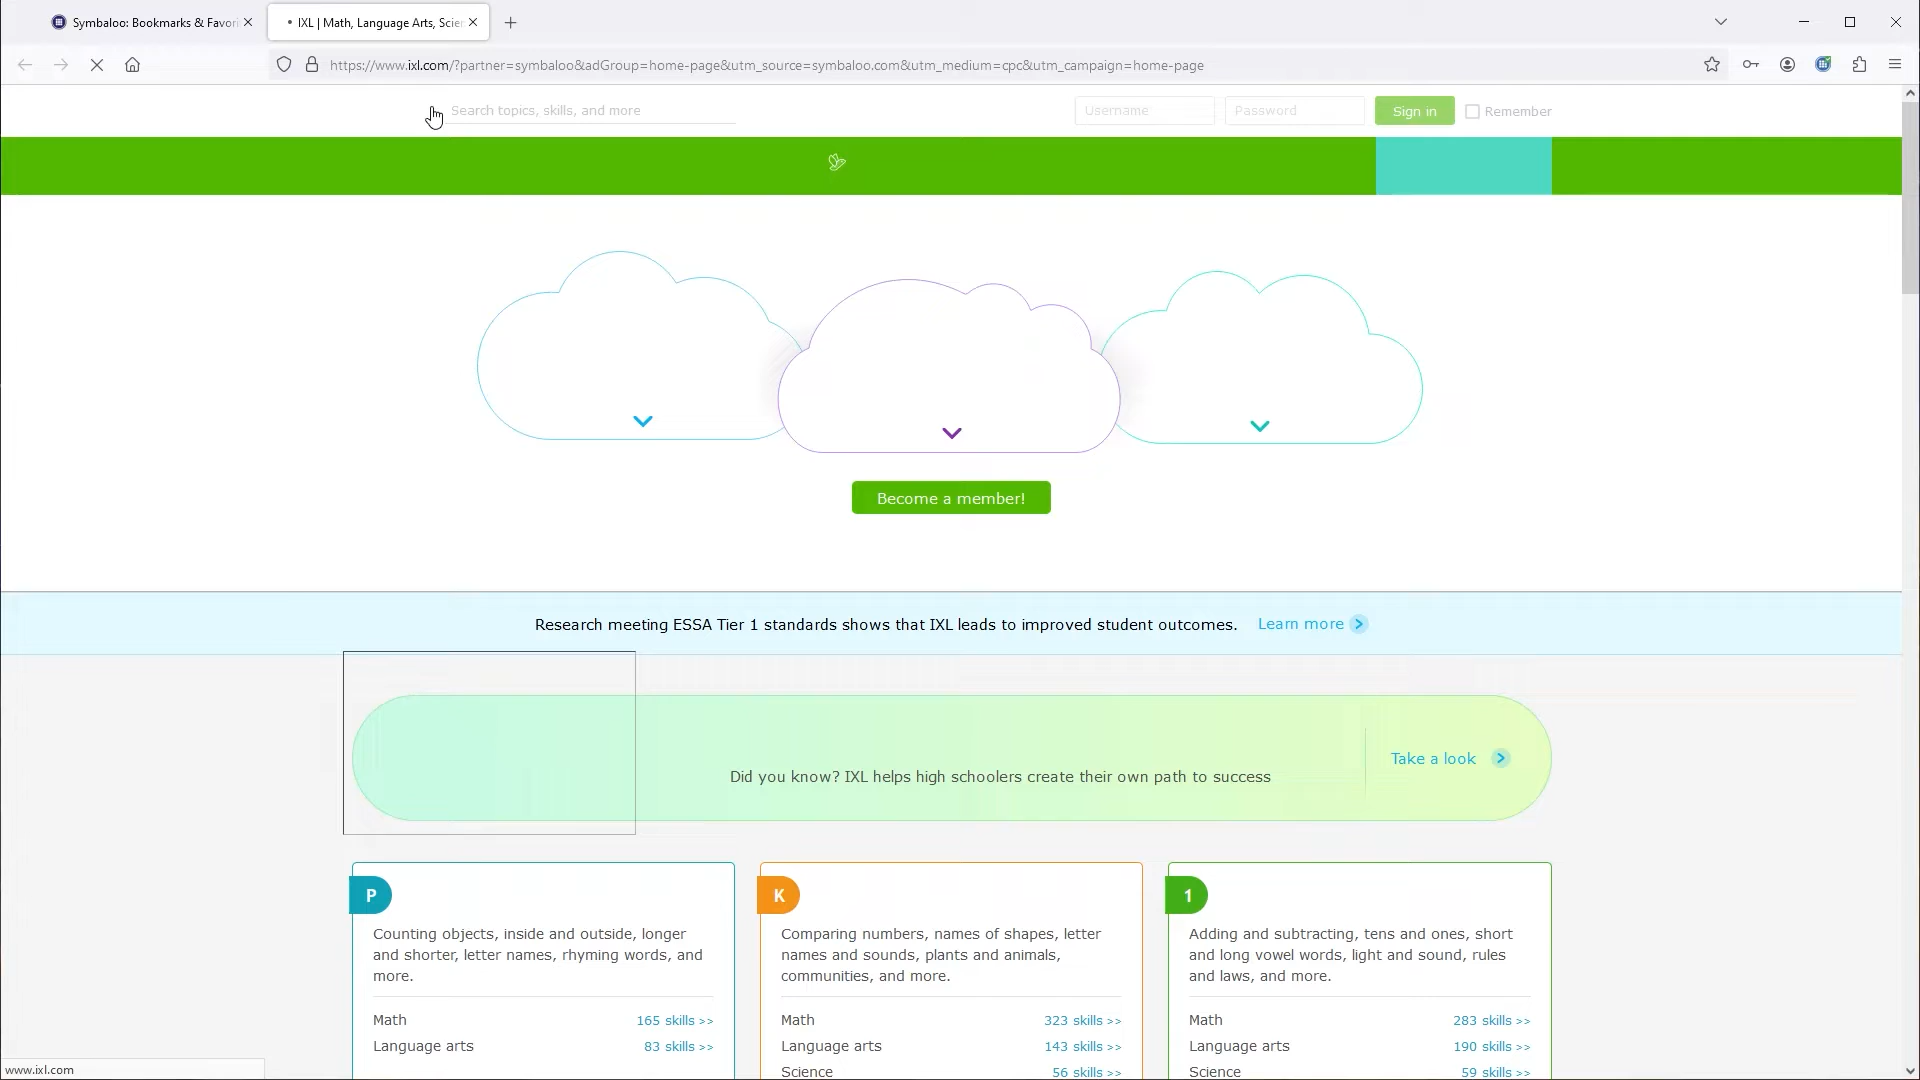 Symbaloo: Bookmarks & Favori
IXL | Math, Language Arts, Scien
https://www.ixl.com/?partner=symbaloo&adGroup=home-page&utm_source=symbaloo.com&utm_medium=cpc&utm_campaign=home-page
Search topics, skills, and more
Username
Password
Sign in
Remember
Become a member!
Research meeting ESSA Tier 1 standards shows that IXL leads to improved student outcomes. Learn more
Did you know? IXL helps high schoolers create their own path to success
Take a look
P
Counting objects, inside and outside, longer
and shorter, letter names, rhyming words, and
more.
Math 165 skills >>
Language arts 83 skills >>
K
Comparing numbers, names of shapes, letter
names and sounds, plants and animals,
communities, and more.
Math 323 skills >>
Language arts 143 skills >>
Science 56 skills >>
1
Adding and subtracting, tens and ones, short
and long vowel words, light and sound, rules
and laws, and more.
Math 283 skills >>
Language arts 190 skills >>
Science 59 skills >>
www.ixl.com